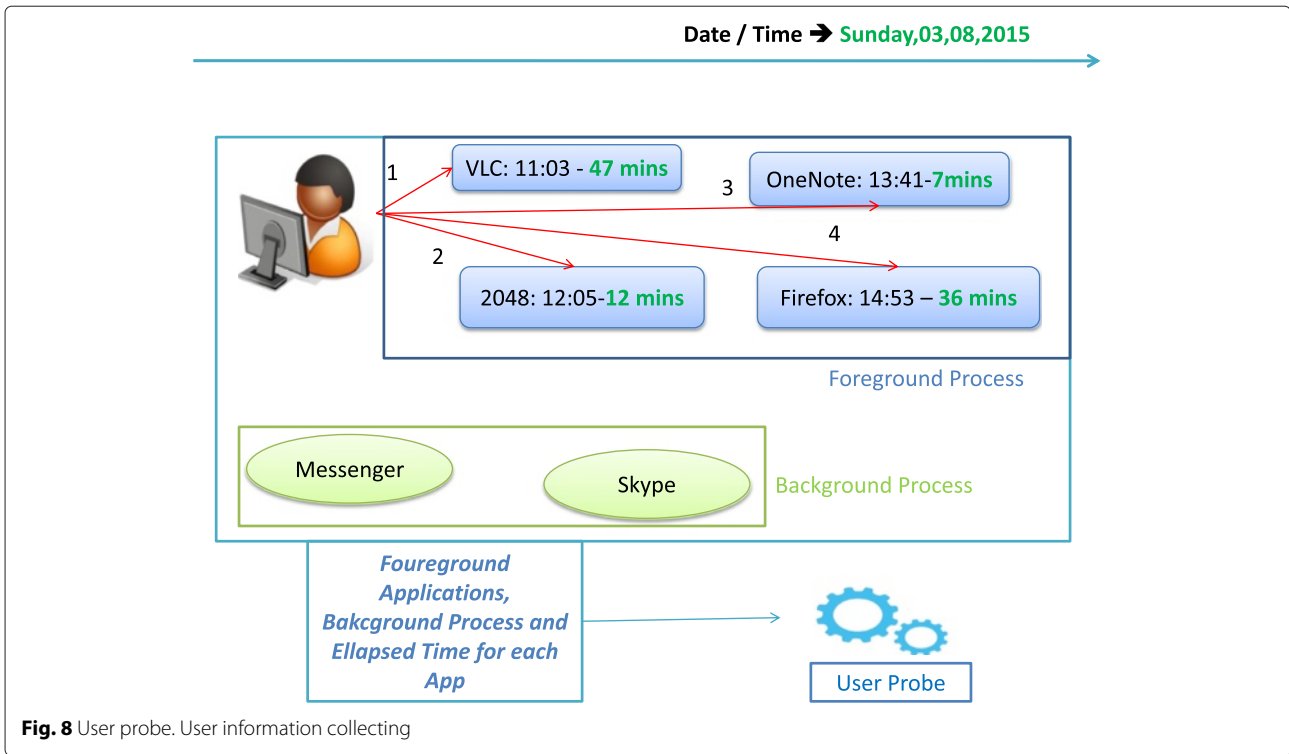 Date / Time ➔ Sunday,03,08,2015
1
VLC: 11:03 - 47 mins
3
OneNote: 13:41-7mins
2
4
2048: 12:05-12 mins
Firefox: 14:53 – 36 mins
Foreground Process
Messenger
Skype
Background Process
Foureground
Applications,
Bakcground Process and
Ellapsed Time for each
App
User Probe
Fig. 8 User probe. User information collecting